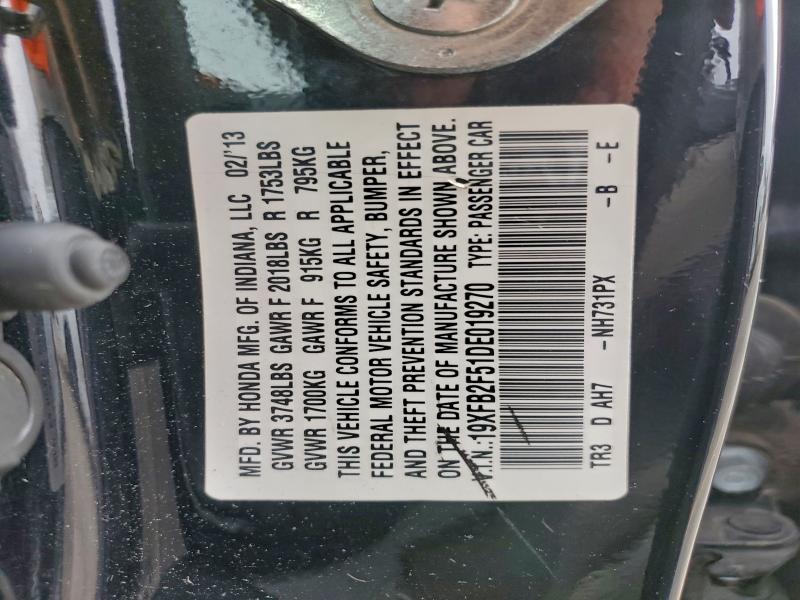 MFD. BY HONDA MFG. OF INDIANA, LLC 02/'13
GVWR 3748LBS GAWR F 2018LBS R 1753LBS
GVWR 1700KG GAWR F 915KG R 795KG
THIS VEHICLE CONFORMS TO ALL APPLICABLE
FEDERAL MOTOR VEHICLE SAFETY, BUMPER,
AND THEFT PREVENTION STANDARDS IN EFFECT
ON THE DATE OF MANUFACTURE SHOWN ABOVE.
V.I.N.:19XFB2F51DE019270 TYPE: PASSENGER CAR
TR3 D AH7 -NH731PX -B -E